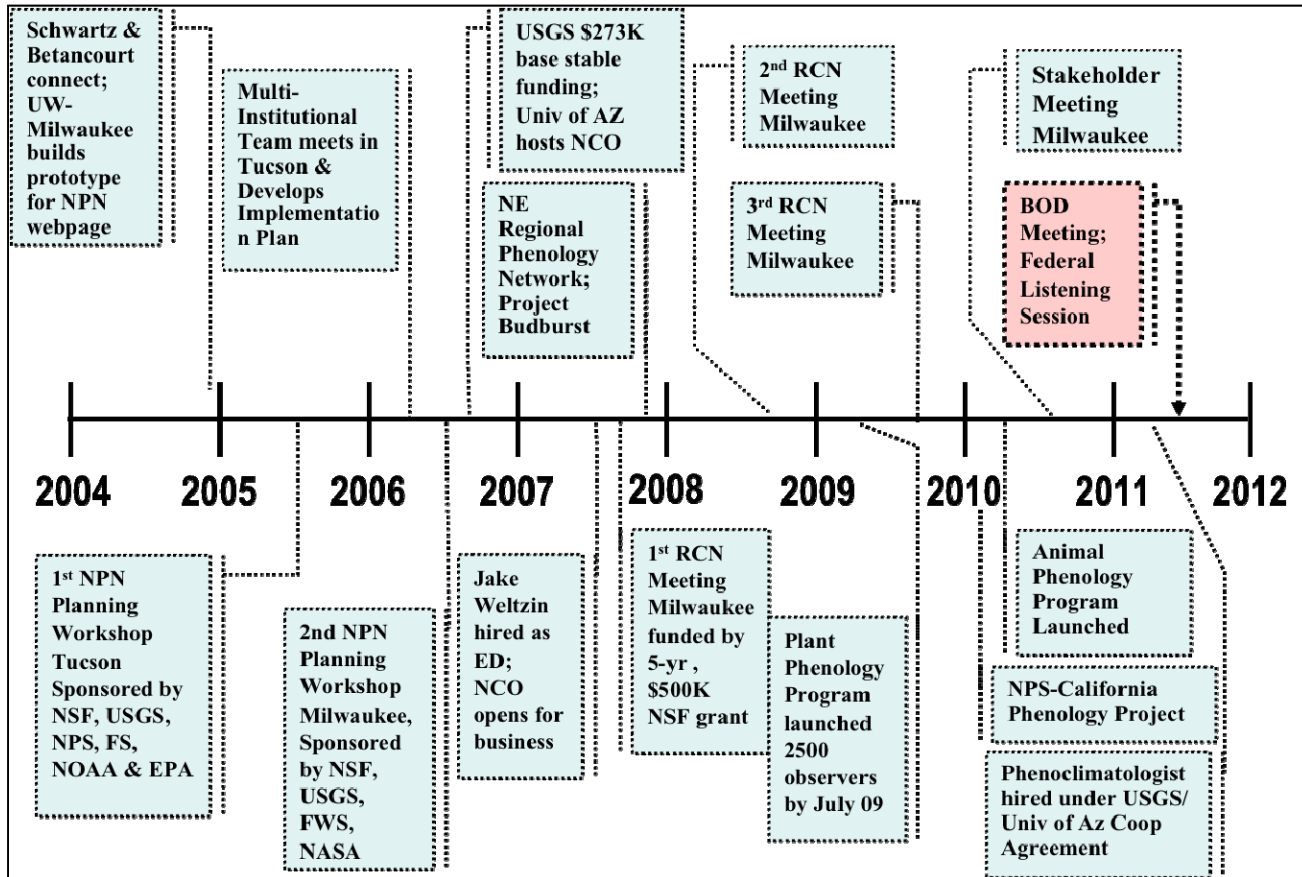 Schwartz &
Betancourt
connect;
UW-
Milwaukee
builds
prototype
for NPN
webpage
Multi-
Institutional
Team meets in
Tucson &
Develops
Implementatio
n Plan
USGS $273K
base stable
funding;
Univ of AZ
hosts NCO
NE
Regional
Phenology
Network;
Project
Budburst
2nd RCN
Meeting
Milwaukee
3rd RCN
Meeting
Milwaukee
Stakeholder
Meeting
Milwaukee
BOD
Meeting;
Federal
Listening
Session
2004 2005 2006 2007 2008 2009 2010 2011 2012
1st NPN
Planning
Workshop
Tucson
Sponsored by
NSF, USGS,
NPS, FS,
NOAA & EPA
2nd NPN
Planning
Workshop
Milwaukee,
Sponsored
by NSF,
USGS,
FWS,
NASA
Jake
Weltzin
hired as
ED;
NCO
opens for
business
1st RCN
Meeting
Milwaukee
funded by
5-yr ,
$500K
NSF grant
Plant
Phenology
Program
launched
2500
observers
by July 09
Animal
Phenology
Program
Launched
NPS-California
Phenology Project
Phenoclimatologist
hired under USGS/
Univ of Az Coop
Agreement